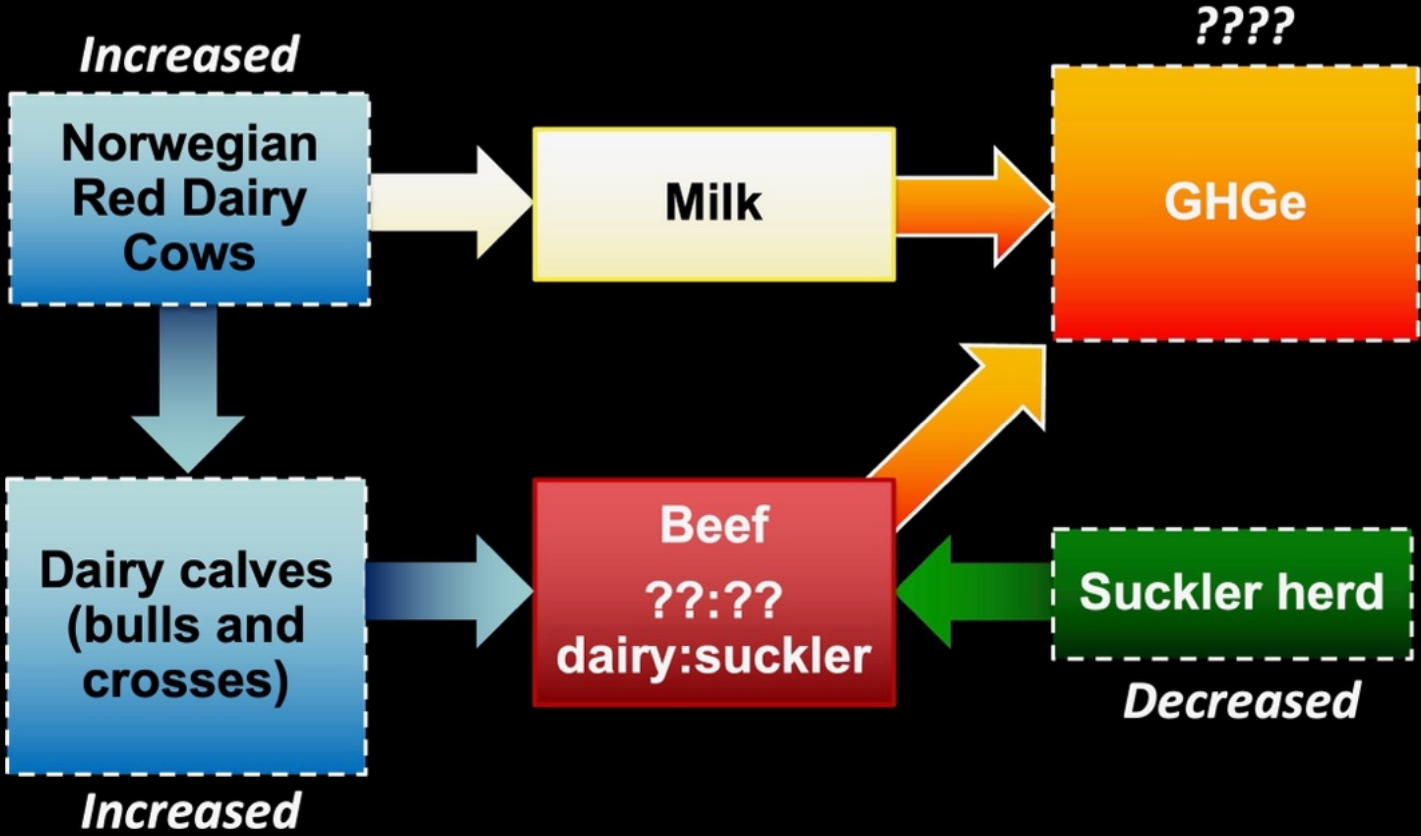 Increased
Norwegian
Red Dairy
Cows
Milk
????
GHGe
Dairy calves
(bulls and
crosses)
Increased
Beef
??:??
dairy:suckler
Suckler herd
Decreased